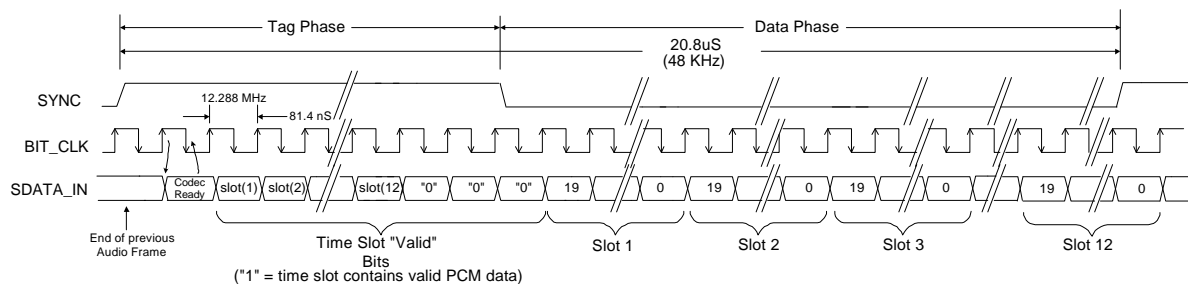 Tag Phase
Data Phase
20.8uS
(48 KHz)
SYNC
12.288 MHz
81.4 nS
BIT_CLK
SDATA_IN
Codec
Ready
slot(1)
slot(2)
slot(12
"0"
"0"
"0"
19
0
19
0
19
0
19
0
End of previous
Audio Frame
Time Slot "Valid"
Bits
("1" = time slot contains valid PCM data)
Slot 1
Slot 2
Slot 3
Slot 12